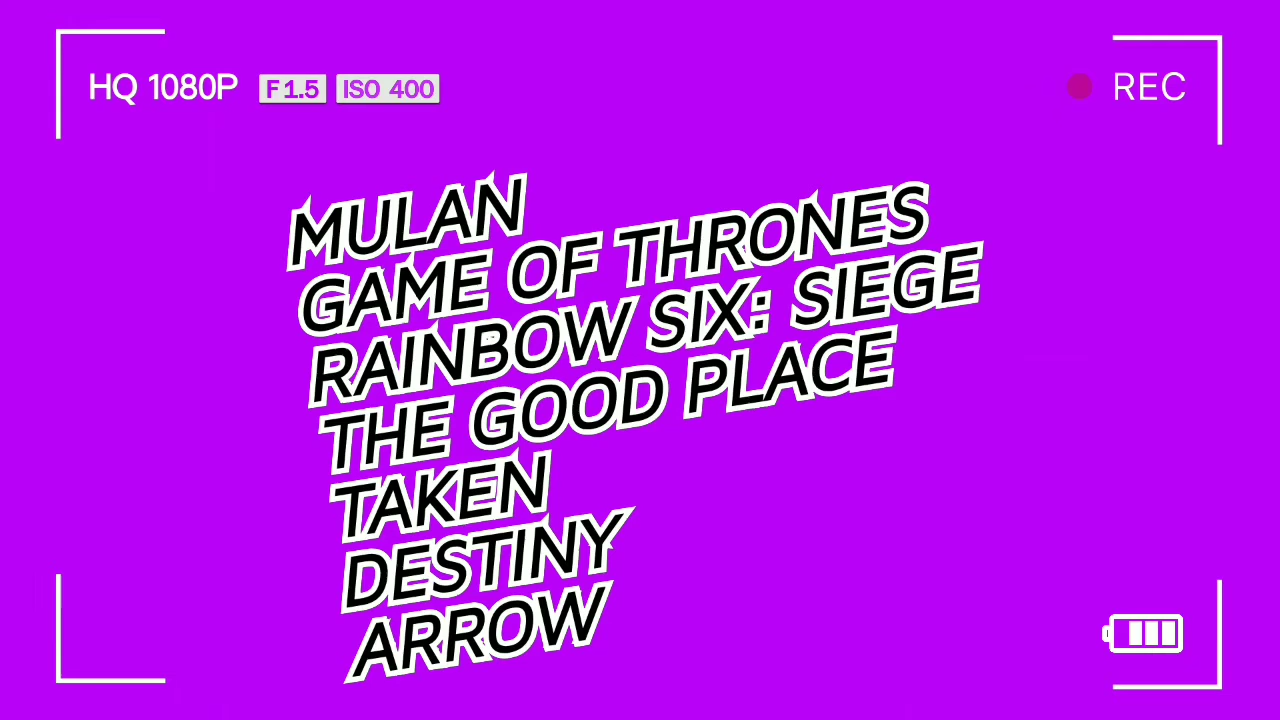 HQ 1080P F 1.5 ISO 400
REC
MULAN
GAME OF THRONES
RAINBOW SIX: SIEGE
THE GOOD PLACE
TAKEN
DESTINY
ARROW